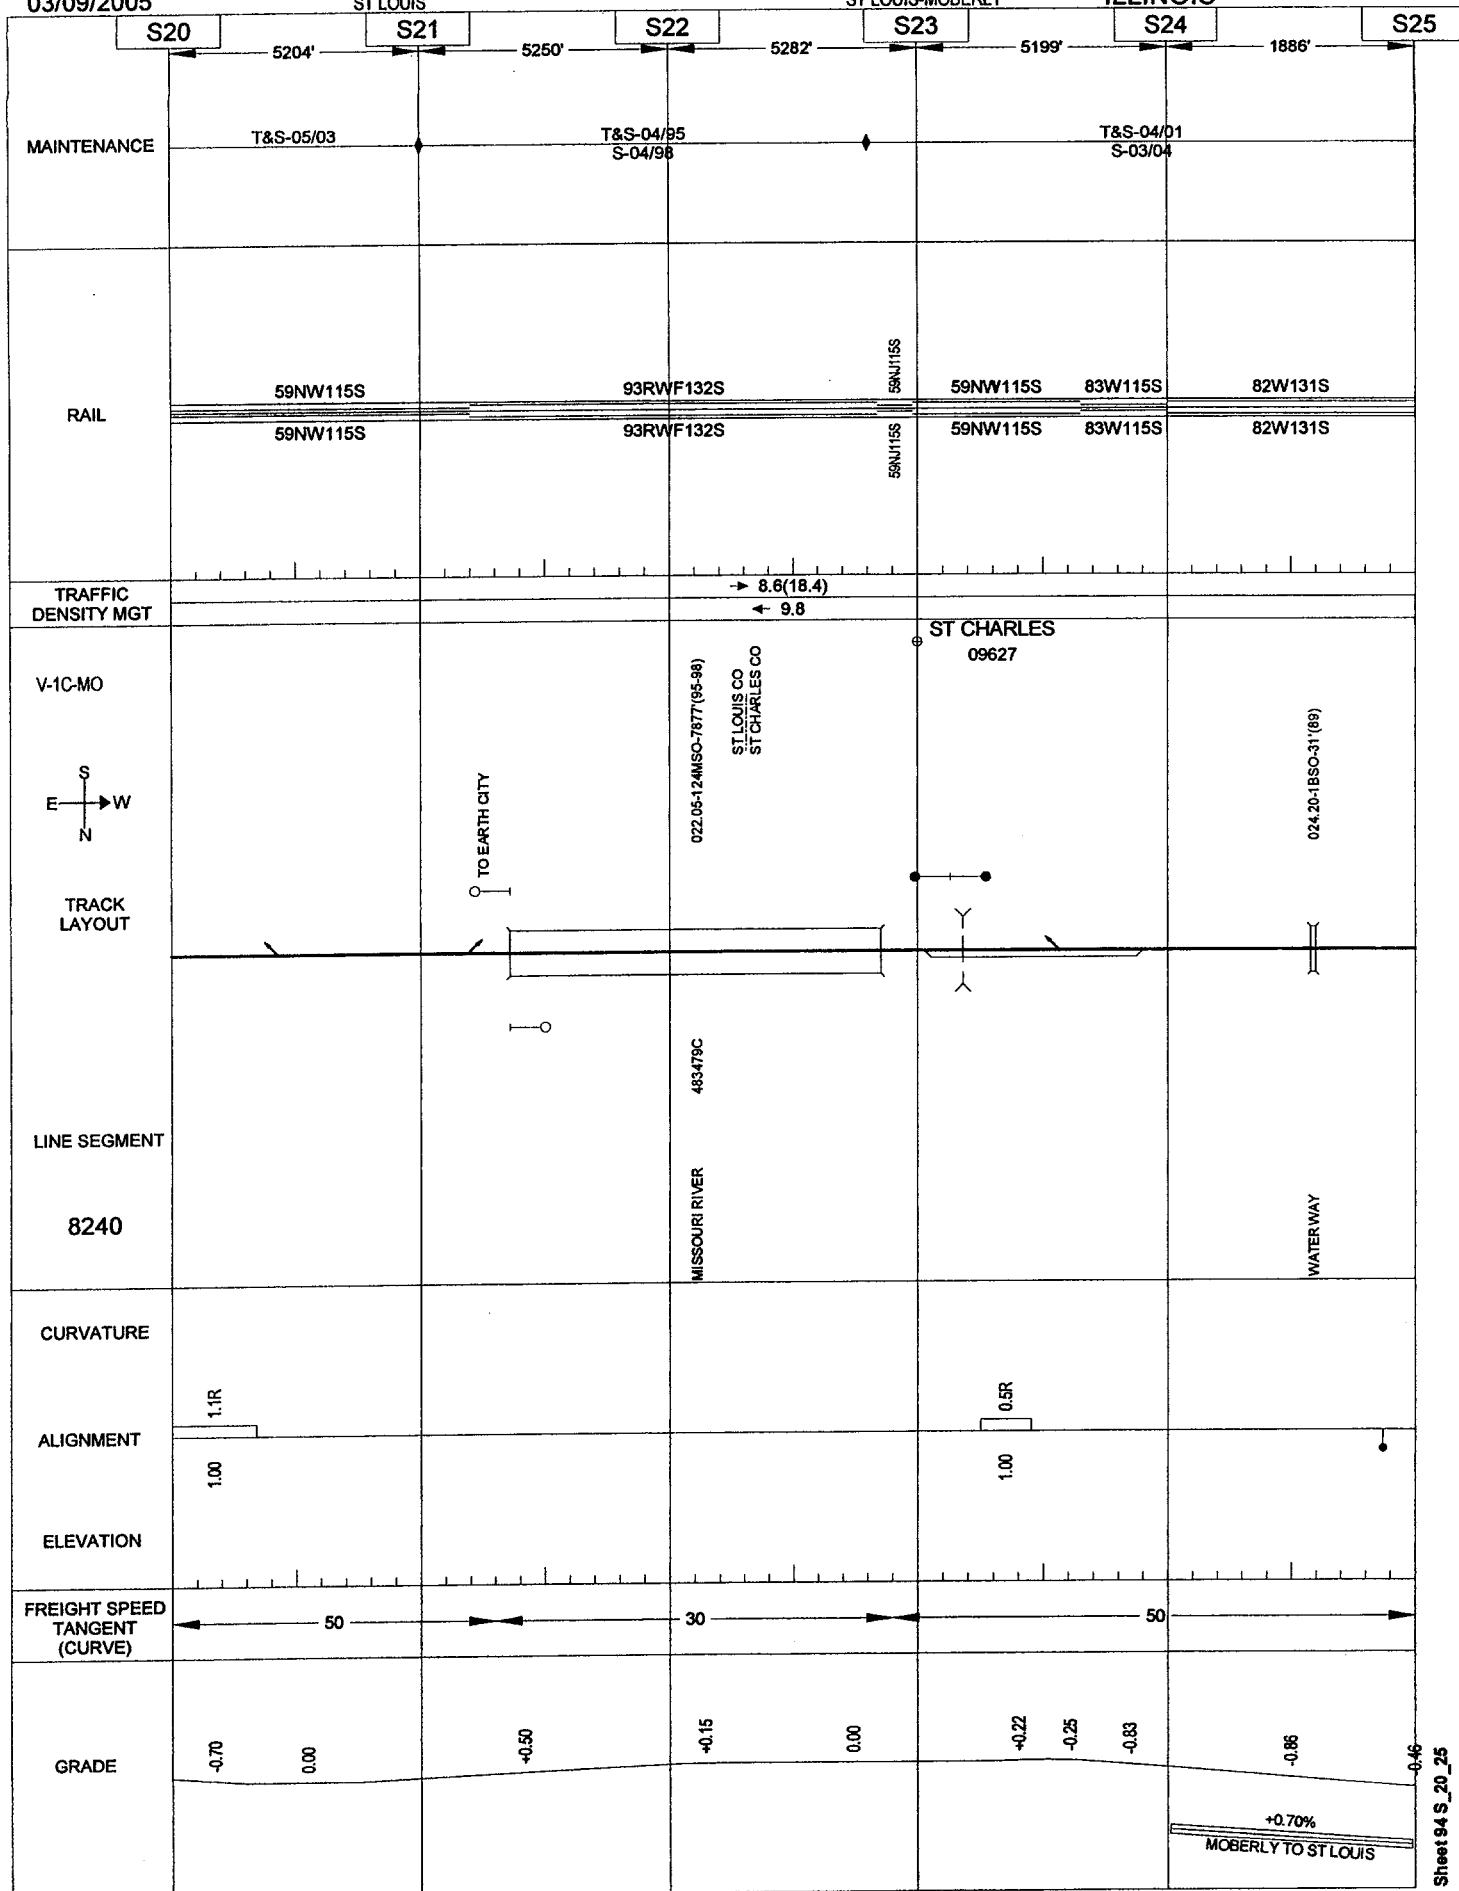 03/09/2005 ST LOUIS ST LOUIS-MOBERLY ILLINOIS
S20 S21 S22 S23 S24 S25
5204' 5250' 5282' 5199' 1886'
MAINTENANCE
T&S-05/03 T&S-04/95 T&S-04/01
S-04/98 S-03/04
RAIL
59NW115S 93RWF132S 59NJ115S 59NW115S 83W115S 82W131S
59NW115S 93RWF132S 59NJ115S 59NW115S 83W115S 82W131S
TRAFFIC
DENSITY MGT
8.6(18.4)
9.8
ST CHARLES
09627
V-1C-MO
S
E W
N
TO EARTH CITY
022.05-124MSO-7877'(95-98)
ST LOUIS CO
ST CHARLES CO
024.20-1BSO-31'(89)
TRACK
LAYOUT
483479C
LINE SEGMENT
8240
MISSOURI RIVER
WATERWAY
CURVATURE
1.1R 0.5R
ALIGNMENT
1.00 1.00
ELEVATION
FREIGHT SPEED
TANGENT
(CURVE)
50 30 50
GRADE
-0.70 0.00 +0.50 +0.15 0.00 +0.22 -0.25 -0.83 -0.86 -0.46
+0.70%
MOBERLY TO ST LOUIS
Sheet 94 S_20_25